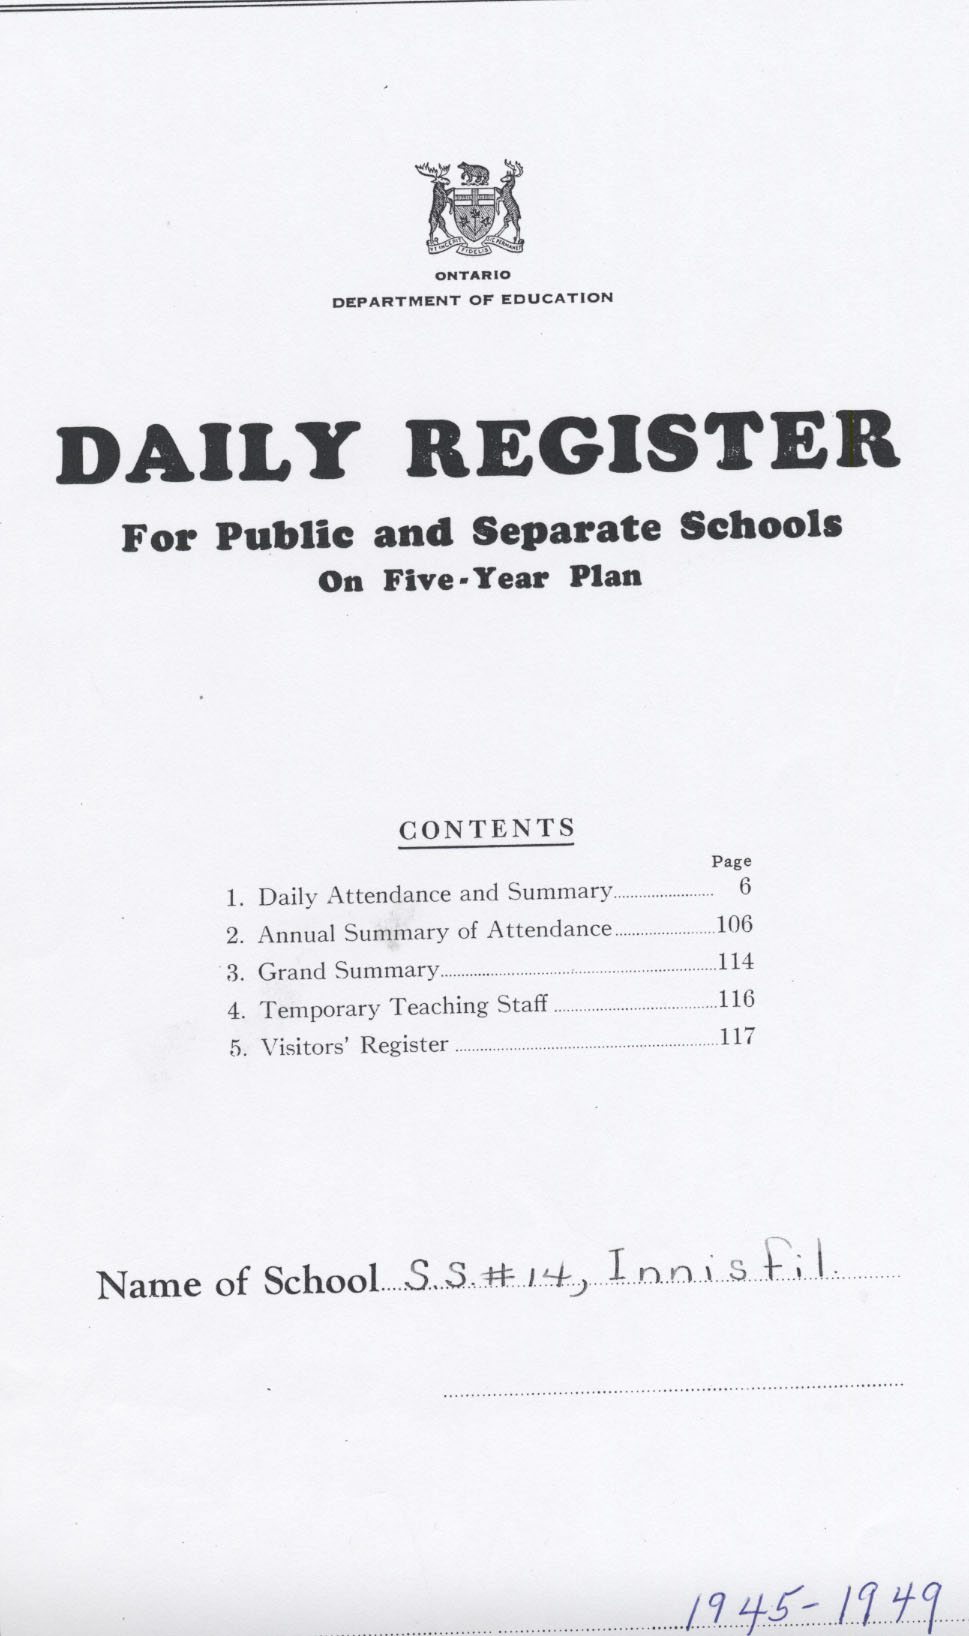 ONTARIO
DEPARTMENT OF EDUCATION
DAILY REGISTER
For Public and Separate Schools
On Five-Year Plan
CONTENTS
Page
1. Daily Attendance and Summary 6
2. Annual Summary of Attendance 106
3. Grand Summary 114
4. Temporary Teaching Staff 116
5. Visitors' Register 117
Name of School S.S.#14, Innisfil.
1945-1949